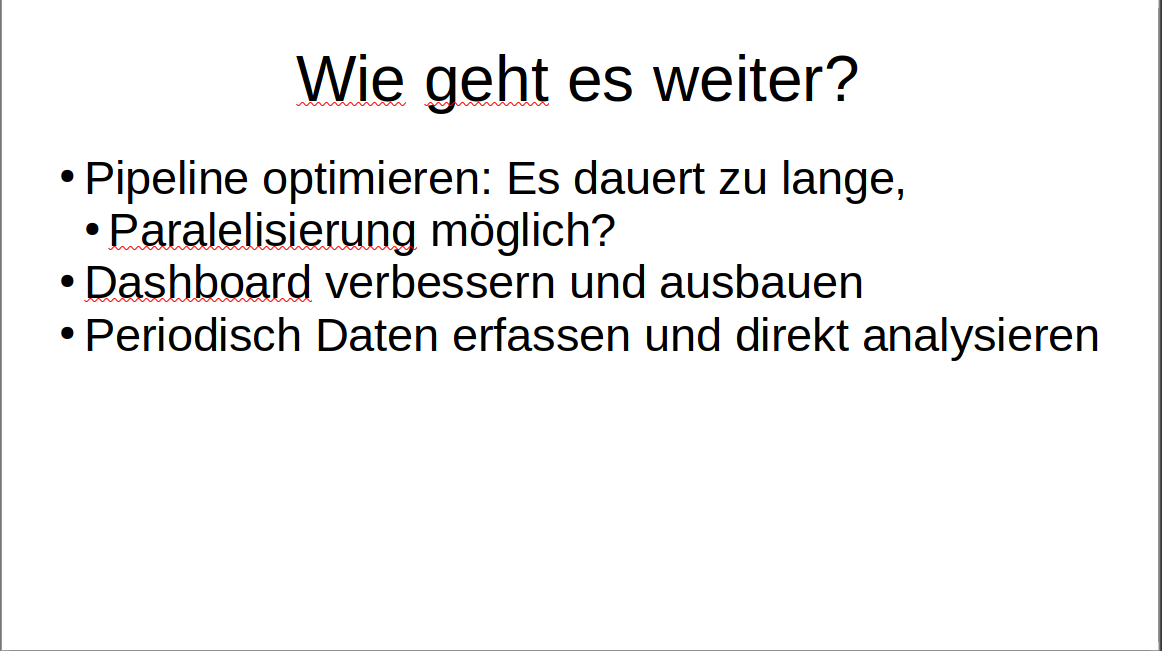 Wie geht es weiter?
• Pipeline optimieren: Es dauert zu lange,
• Paralelisierung möglich?
• Dashboard verbessern und ausbauen
• Periodisch Daten erfassen und direkt analysieren